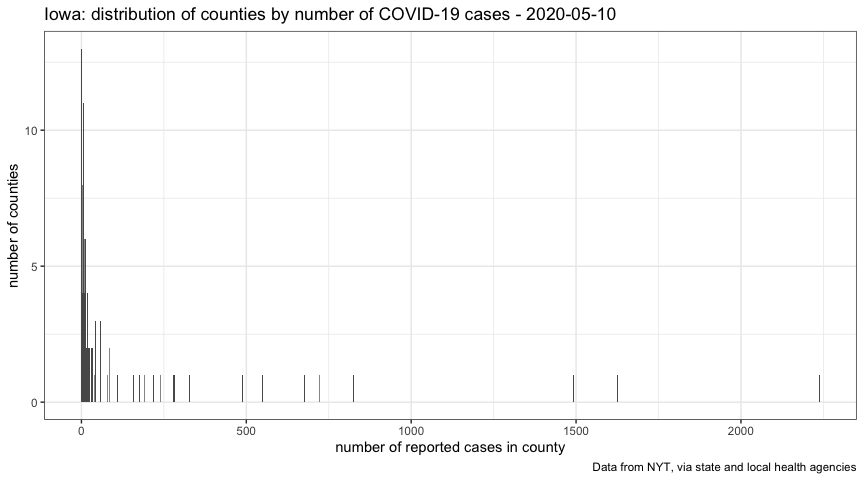 Iowa: distribution of counties by number of COVID-19 cases - 2020-05-10
10
5
0
number of counties
0 500 1000 1500 2000
number of reported cases in county
Data from NYT, via state and local health agencies